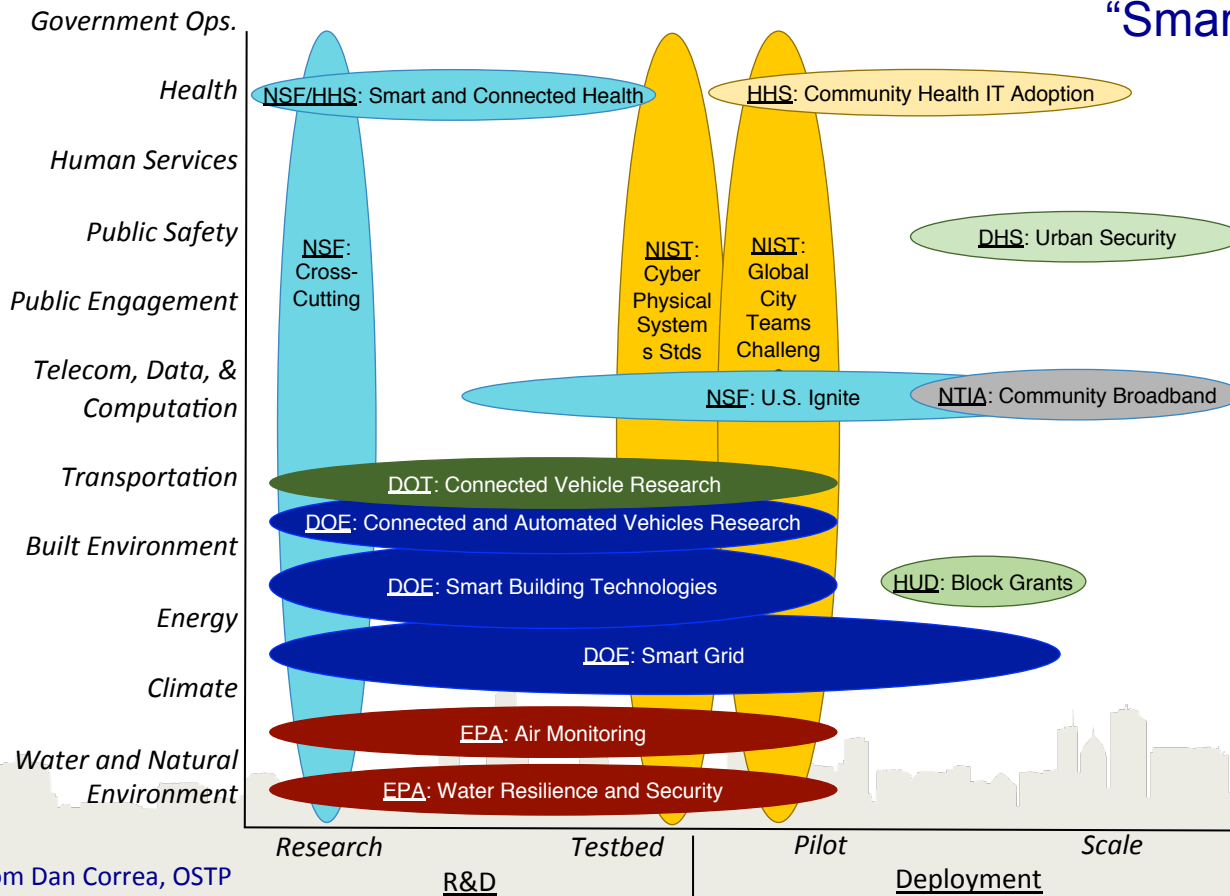 “Smar
Government Ops.
Health
NSF/HHS: Smart and Connected Health
HHS: Community Health IT Adoption
Human Services
Public Safety
DHS: Urban Security
NSF:
Cross-
Cutting
NIST:
Cyber
Physical
System
s Stds
NIST:
Global
City
Teams
Challeng
Public Engagement
Telecom, Data, &
Computation
NSF: U.S. Ignite
NTIA: Community Broadband
Transportation
DOT: Connected Vehicle Research
DOE: Connected and Automated Vehicles Research
Built Environment
DOE: Smart Building Technologies
HUD: Block Grants
Energy
DOE: Smart Grid
Climate
EPA: Air Monitoring
Water and Natural
Environment
EPA: Water Resilience and Security
Research
Testbed
Pilot
Scale
R&D
Deployment
om Dan Correa, OSTP